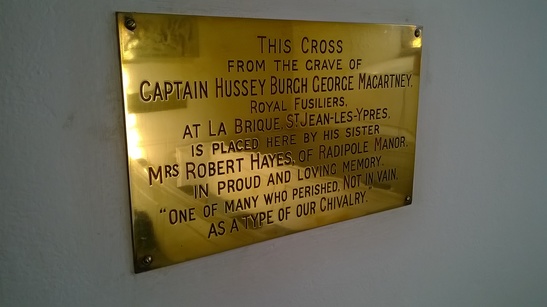 THIS CROSS
FROM THE GRAVE OF
CAPTAIN HUSSEY BURGH GEORGE MACARTNEY,
ROYAL FUSILIERS,
AT LA BRIQUE, ST JEAN-LES-YPRES.
IS PLACED HERE BY HIS SISTER
MRS ROBERT HAYES, OF RADIPOLE MANOR.
IN PROUD AND LOVING MEMORY.
"ONE OF MANY WHO PERISHED, NOT IN VAIN,
AS A TYPE OF OUR CHIVALRY."